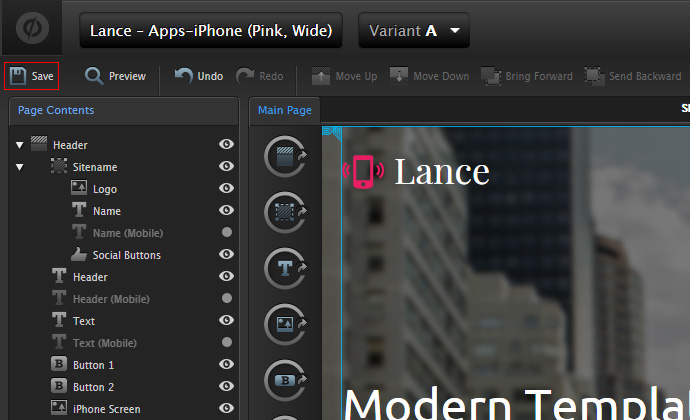 Lance - Apps-iPhone (Pink, Wide)
Variant A
Save
Preview
Undo
Redo
Move Up
Move Down
Bring Forward
Send Backward
Page Contents
Main Page
Header
Sitename
Logo
Name
Name (Mobile)
Social Buttons
Header
Header (Mobile)
Text
Text (Mobile)
Button 1
Button 2
iPhone Screen
Lance
Modern Templa